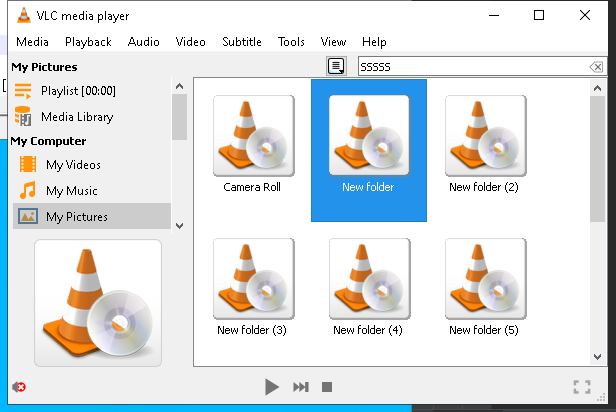 VLC media player
Media Playback Audio Video Subtitle Tools View Help
My Pictures
SSSSS
Playlist [00:00]
Media Library
My Computer
My Videos
My Music
My Pictures
Camera Roll New folder New folder (2)
New folder (3) New folder (4) New folder (5)